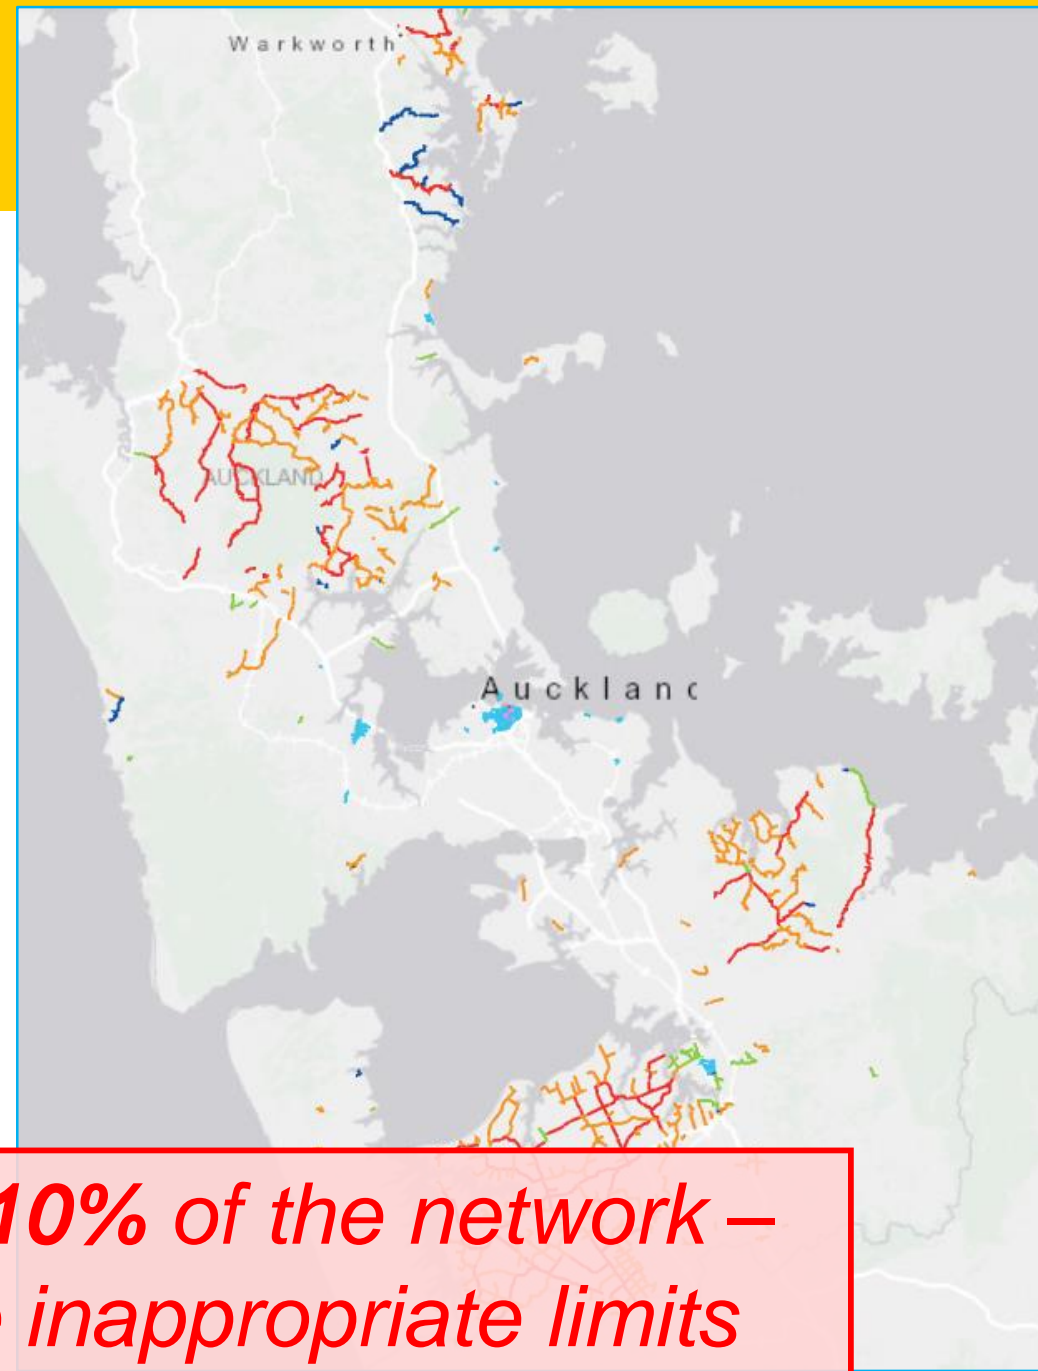 Warkworth
AUCKLAND
Auckland
10% of the network –
inappropriate limits